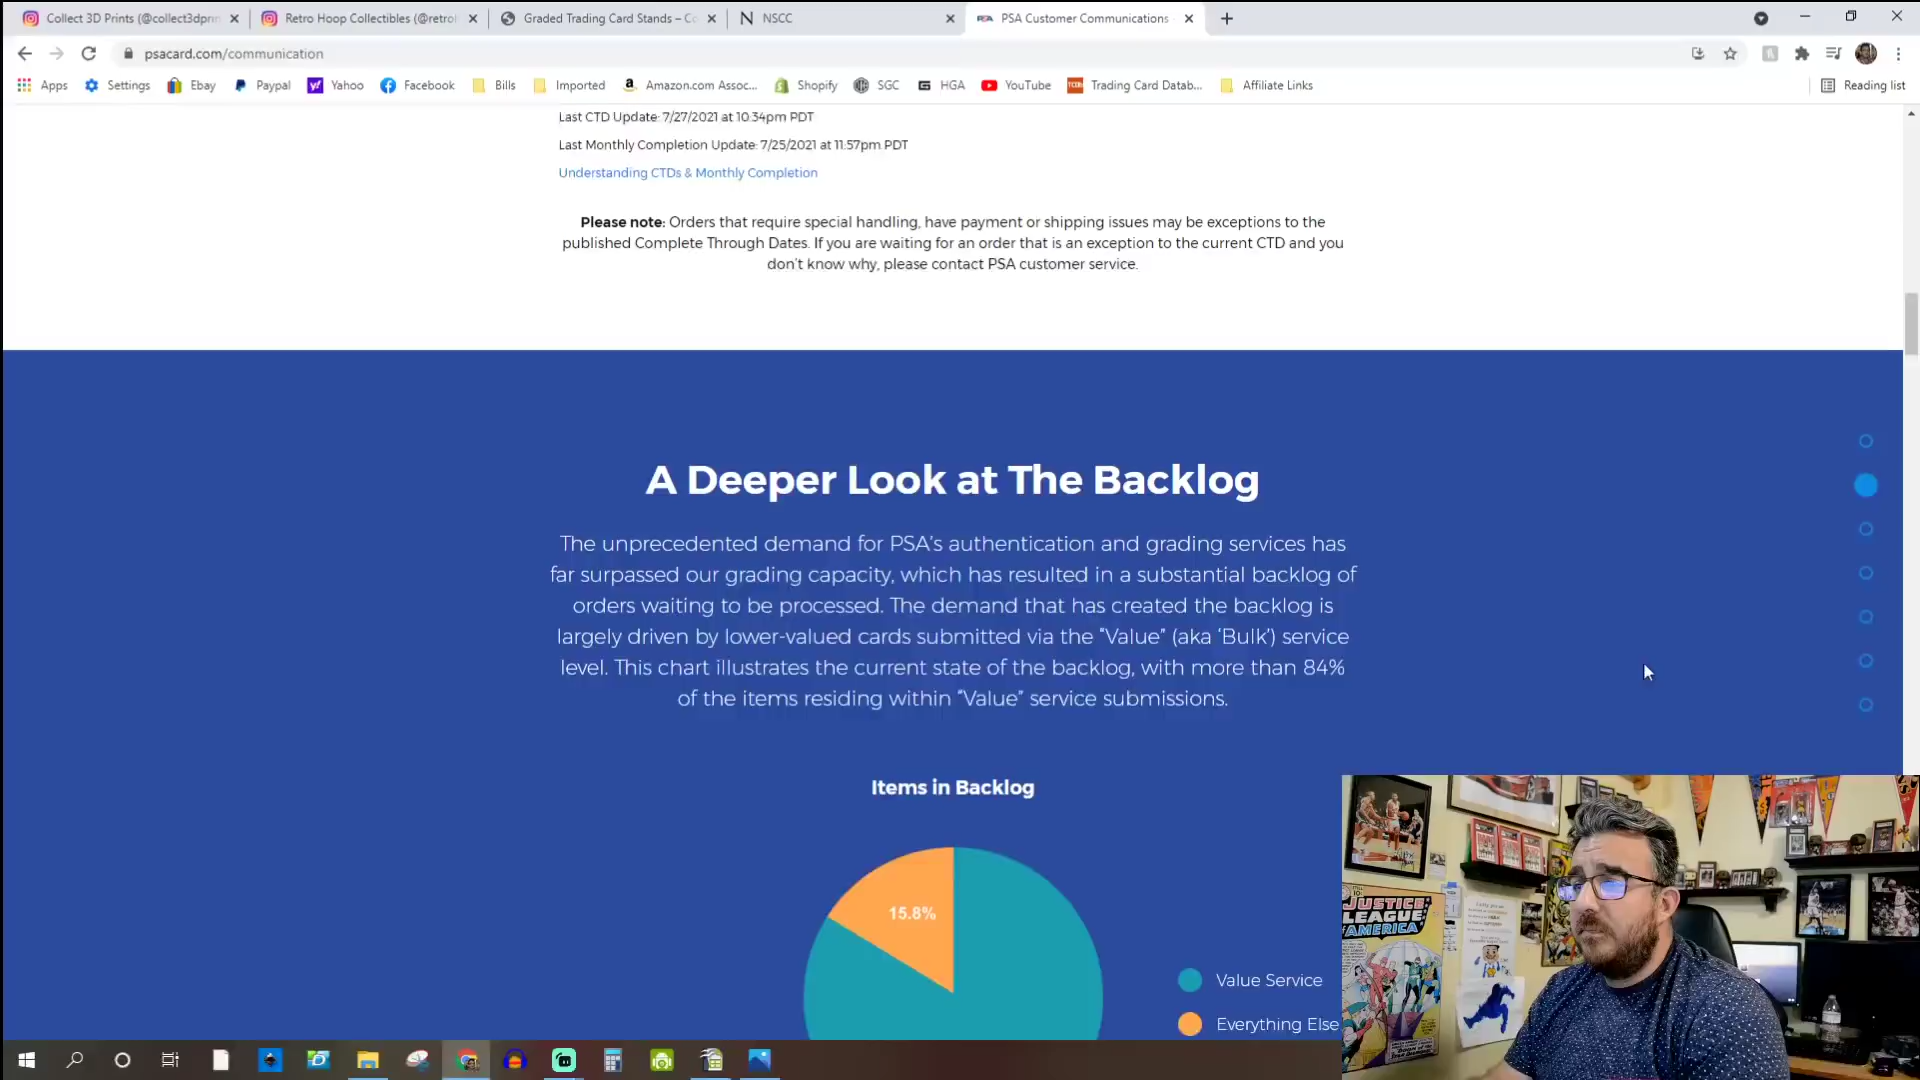 Collect 3D Prints (@collect3dprin
Retro Hoop Collectibles (@retrol
Graded Trading Card Stands – Co
NSCC
PSA Customer Communications
psacard.com/communication
Apps
Settings
Ebay
Paypal
Yahoo
Facebook
Bills
Imported
Amazon.com Assoc...
Shopify
SGC
HGA
YouTube
Trading Card Datab...
Affiliate Links
Reading list
Last CTD Update: 7/27/2021 at 10:34pm PDT
Last Monthly Completion Update: 7/25/2021 at 11:57pm PDT
Understanding CTDs & Monthly Completion
Please note: Orders that require special handling, have payment or shipping issues may be exceptions to the
published Complete Through Dates. If you are waiting for an order that is an exception to the current CTD and you
don't know why, please contact PSA customer service.
A Deeper Look at The Backlog
The unprecedented demand for PSA's authentication and grading services has
far surpassed our grading capacity, which has resulted in a substantial backlog of
orders waiting to be processed. The demand that has created the backlog is
largely driven by lower-valued cards submitted via the "Value" (aka 'Bulk') service
level. This chart illustrates the current state of the backlog, with more than 84%
of the items residing within "Value" service submissions.
Items in Backlog
15.8%
Value Service
Everything Else
JUSTICE
LEAGUE
AMERICA